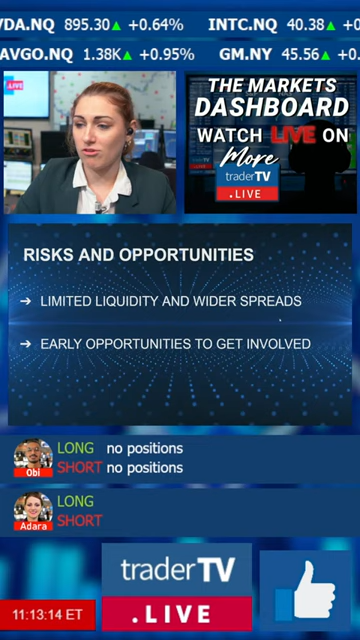 VDA.NQ 895.30▲ +0.64% INTC.NQ 40.38▲ +0
AVGO.NQ 1.38K▲ +0.95% GM.NY 45.56▲ +0.
LIVE
THE MARKETS
DASHBOARD
WATCH LIVE ON
More
traderTV
.LIVE
RISKS AND OPPORTUNITIES
➔ LIMITED LIQUIDITY AND WIDER SPREADS
➔ EARLY OPPORTUNITIES TO GET INVOLVED
LONG no positions
SHORT no positions
Obi
LONG
SHORT
Adara
traderTV
.LIVE
11:13:14 ET